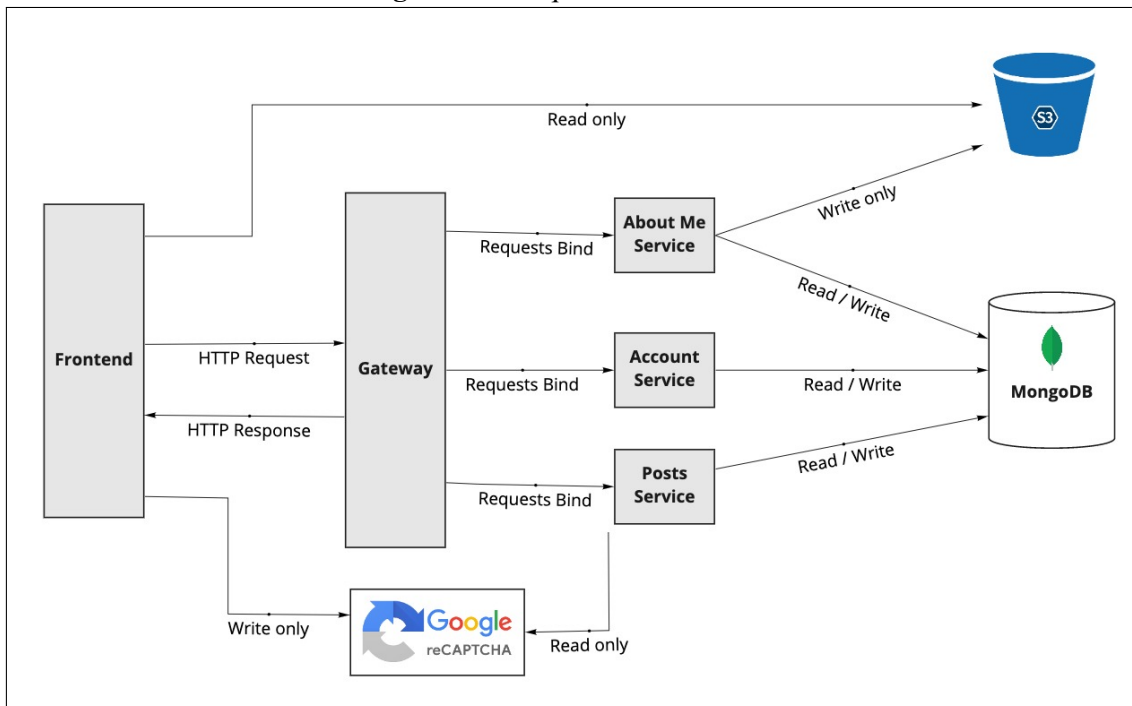 Read only
S3
Write only
About Me
Service
Requests Bind
Read / Write
Frontend
HTTP Request
HTTP Response
Gateway
Requests Bind
Account
Service
Read / Write
MongoDB
Requests Bind
Posts
Service
Read / Write
Write only
Google
reCAPTCHA
Read only